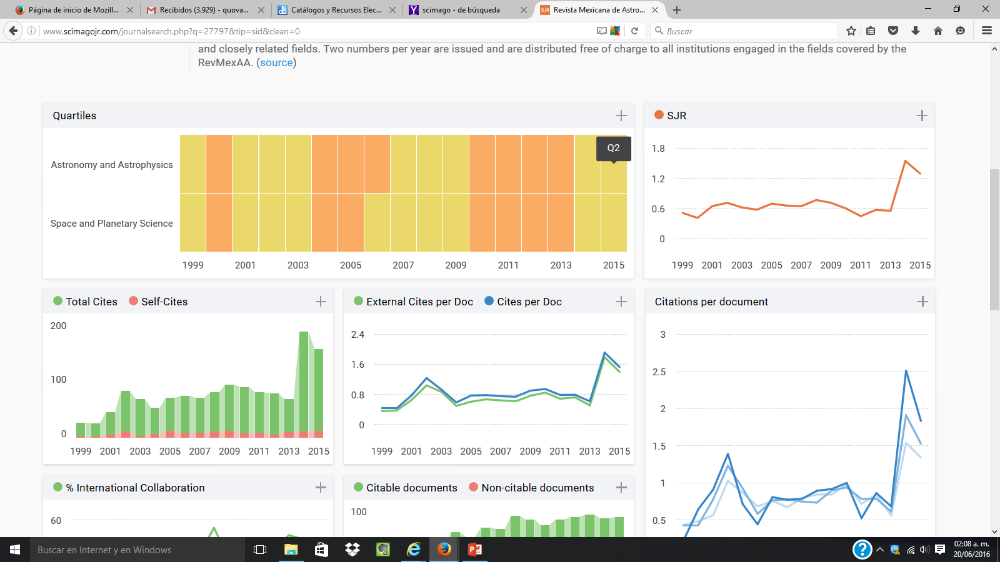 Página de inicio de Mozill...
Recibidos (3.929) - quova...
Catálogos y Recursos Elec...
scimago - de búsqueda
SJR Revista Mexicana de Astro...
www.scimagojr.com/journalsearch.php?q=27797&tip=sid&clean=0
Buscar
and closely related fields. Two numbers per year are issued and are distributed free of charge to all institutions engaged in the fields covered by the
RevMexAA. (source)
Quartiles
Astronomy and Astrophysics
Q2
Space and Planetary Science
1999 2001 2003 2005 2007 2009 2011 2013 2015
SJR
1.8
1.2
0.6
0
1999 2001 2003 2005 2007 2009 2011 2013 2015
Total Cites Self-Cites
200
100
0
1999 2001 2003 2005 2007 2009 2011 2013 2015
External Cites per Doc Cites per Doc
2.4
1.6
0.8
0
1999 2001 2003 2005 2007 2009 2011 2013 2015
Citations per document
3
2.5
2
1.5
1
0.5
% International Collaboration
60
Citable documents Non-citable documents
100
Buscar en Internet y en Windows
02:08 a. m.
20/06/2016